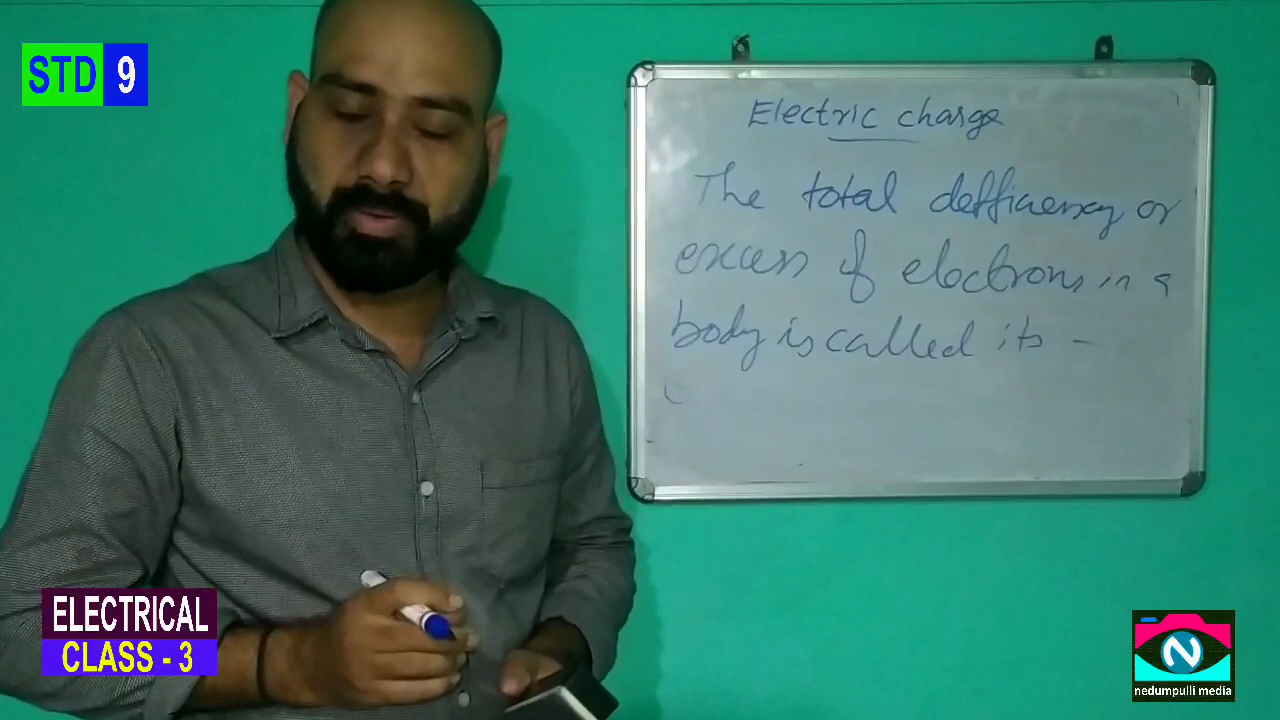 STD 9
Electric charge
The total defficiency or
excess of electrons in a
body is called its -
(
ELECTRICAL
CLASS - 3
N
nedumpulli media